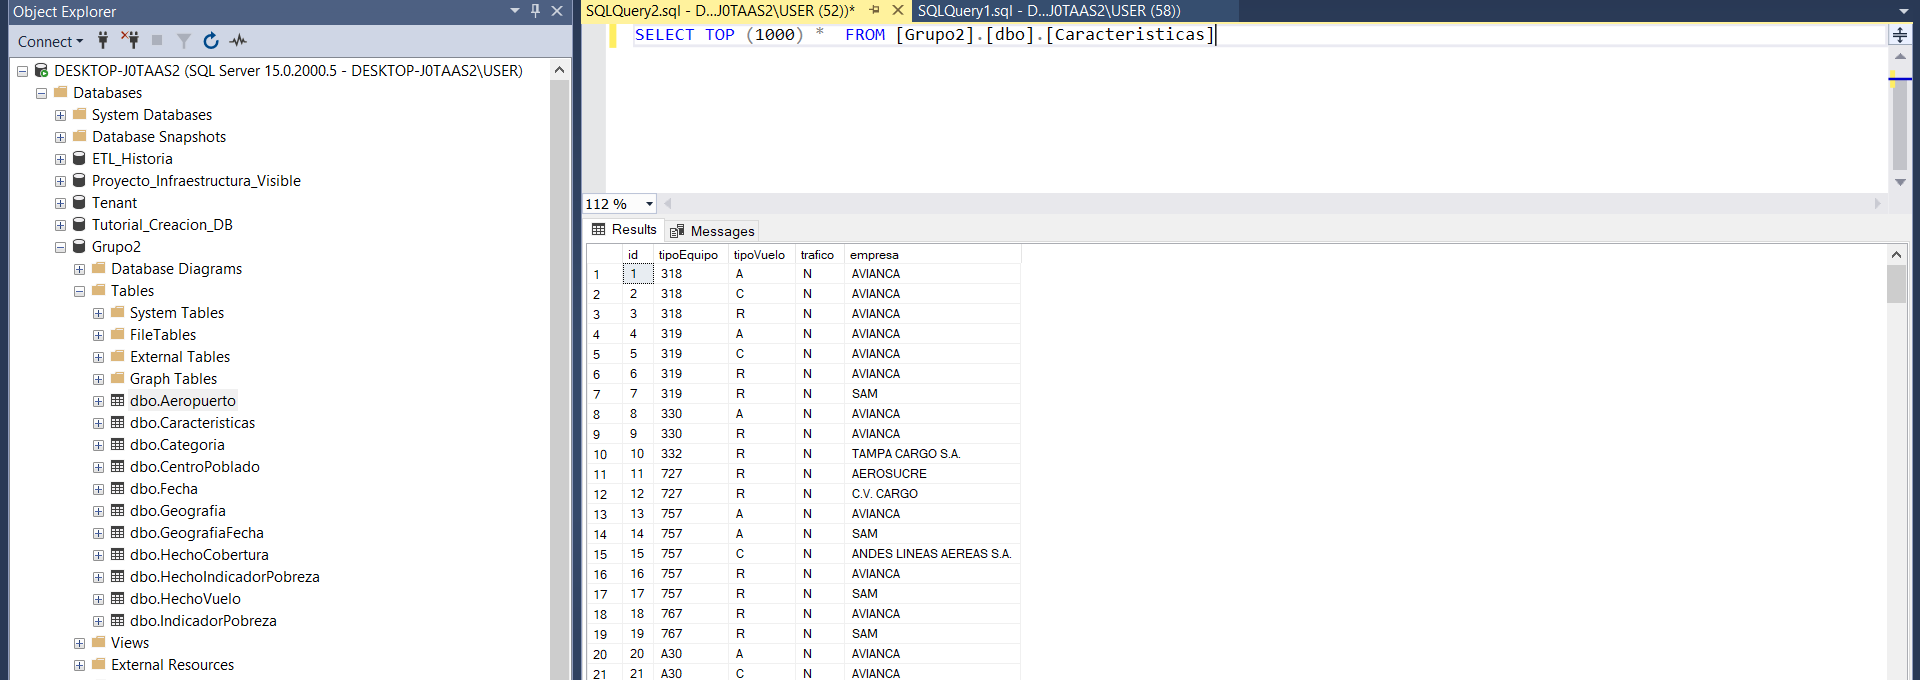 Object Explorer
Connect
DESKTOP-J0TAAS2 (SQL Server 15.0.2000.5 - DESKTOP-J0TAAS2\USER)
Databases
System Databases
Database Snapshots
ETL_Historia
Proyecto_Infraestructura_Visible
Tenant
Tutorial_Creacion_DB
Grupo2
Database Diagrams
Tables
System Tables
FileTables
External Tables
Graph Tables
dbo.Aeropuerto
dbo.Caracteristicas
dbo.Categoria
dbo.CentroPoblado
dbo.Fecha
dbo.Geografia
dbo.GeografiaFecha
dbo.HechoCobertura
dbo.HechoIndicadorPobreza
dbo.HechoVuelo
dbo.IndicadorPobreza
Views
External Resources
SQLQuery2.sql - D...J0TAAS2\USER (52))* SQLQuery1.sql - D...J0TAAS2\USER (58))
SELECT TOP (1000) * FROM [Grupo2].[dbo].[Caracteristicas]
112 %
Results Messages
id tipoEquipo tipoVuelo trafico empresa
1 1 318 A N AVIANCA
2 2 318 C N AVIANCA
3 3 318 R N AVIANCA
4 4 319 A N AVIANCA
5 5 319 C N AVIANCA
6 6 319 R N AVIANCA
7 7 319 R N SAM
8 8 330 A N AVIANCA
9 9 330 R N AVIANCA
10 10 332 R N TAMPA CARGO S.A.
11 11 727 R N AEROSUCRE
12 12 727 R N C.V. CARGO
13 13 757 A N AVIANCA
14 14 757 A N SAM
15 15 757 C N ANDES LINEAS AEREAS S.A.
16 16 757 R N AVIANCA
17 17 757 R N SAM
18 18 767 R N AVIANCA
19 19 767 R N SAM
20 20 A30 A N AVIANCA
21 21 A30 C N AVIANCA